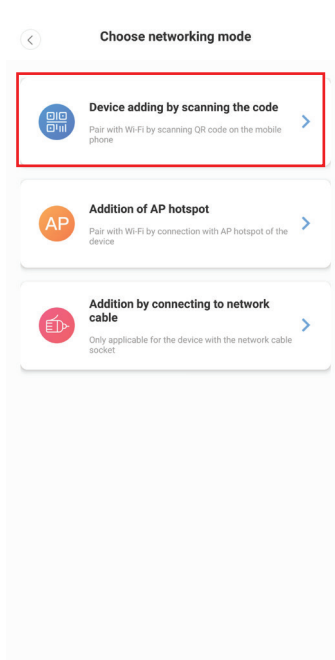 Choose networking mode
Device adding by scanning the code
Pair with Wi-Fi by scanning QR code on the mobile
phone
AP
Addition of AP hotspot
Pair with Wi-Fi by connection with AP hotspot of the
device
Addition by connecting to network
cable
Only applicable for the device with the network cable
socket